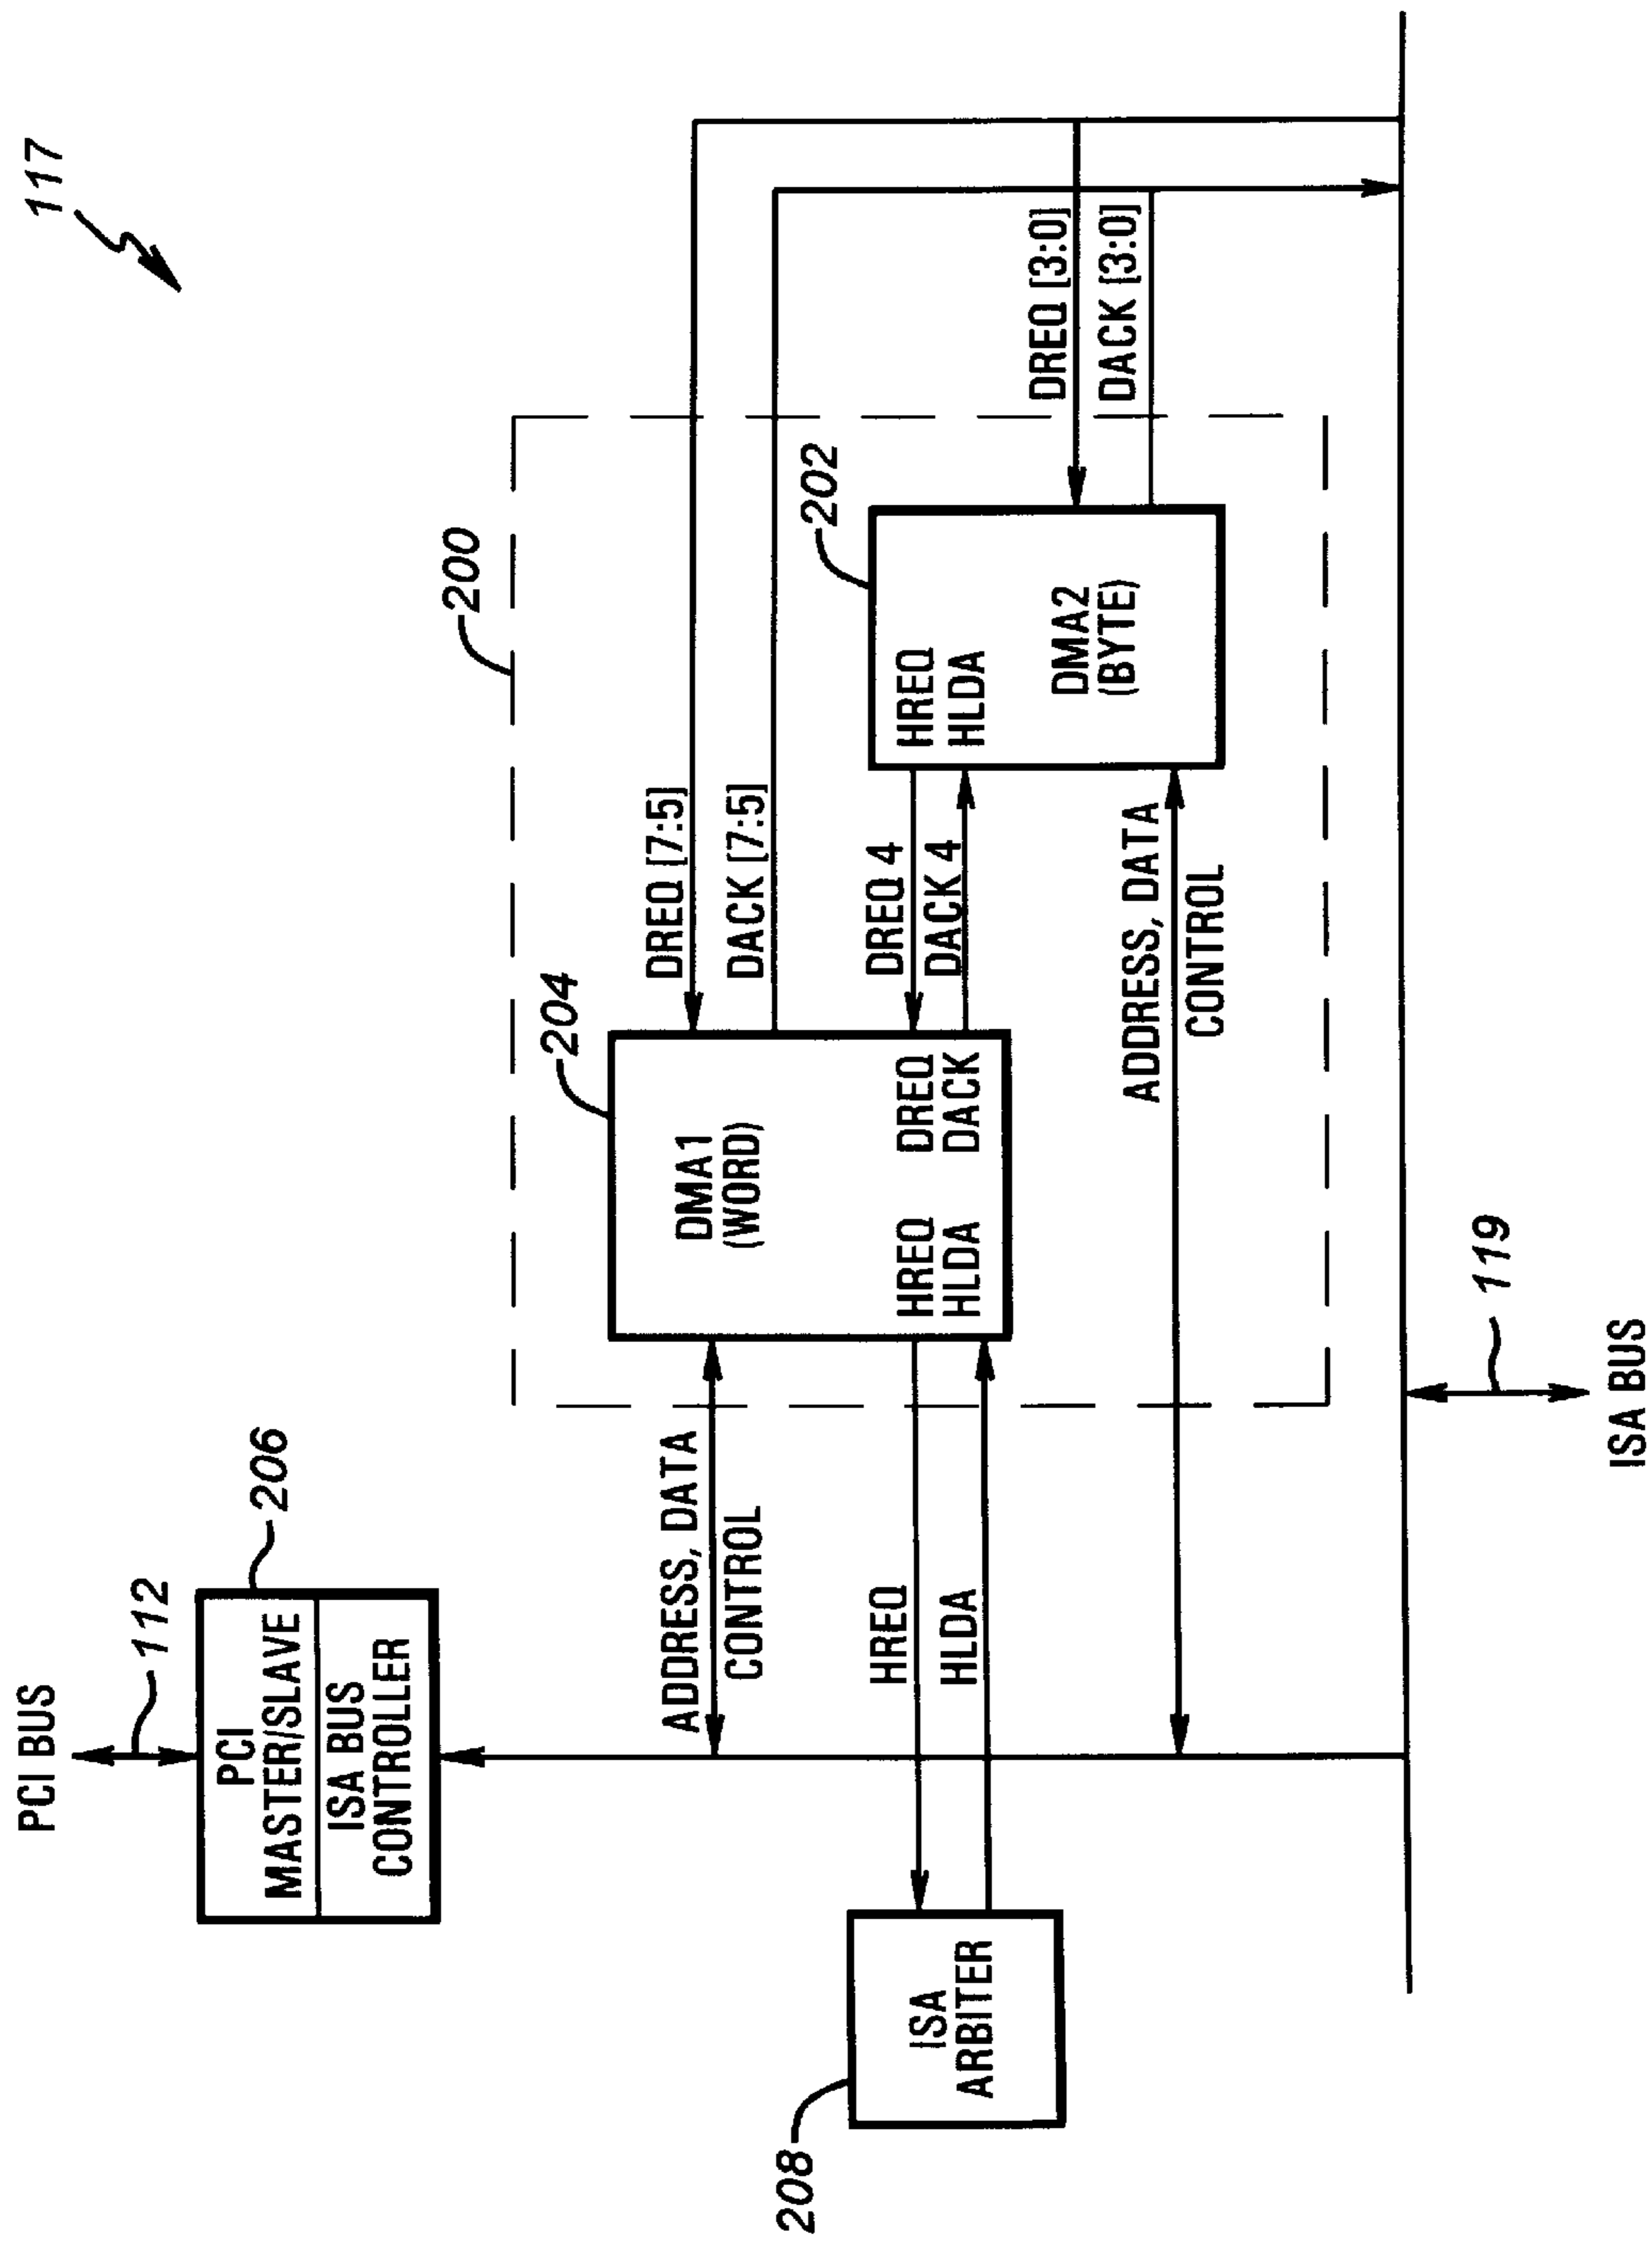 117
PCI BUS
112
206
PCI
MASTER/SLAVE
ISA BUS
CONTROLLER
200
204
DMA1
(WORD)
HREQ
HLDA
DREQ
DACK
ADDRESS, DATA
CONTROL
DREQ [7:5]
DACK [7:5]
202
HREQ
HLDA
DMA2
(BYTE)
DREQ 4
DACK 4
DREQ [3:0]
DACK [3:0]
208
ISA
ARBITER
HREQ
HLDA
ADDRESS, DATA
CONTROL
119
ISA BUS